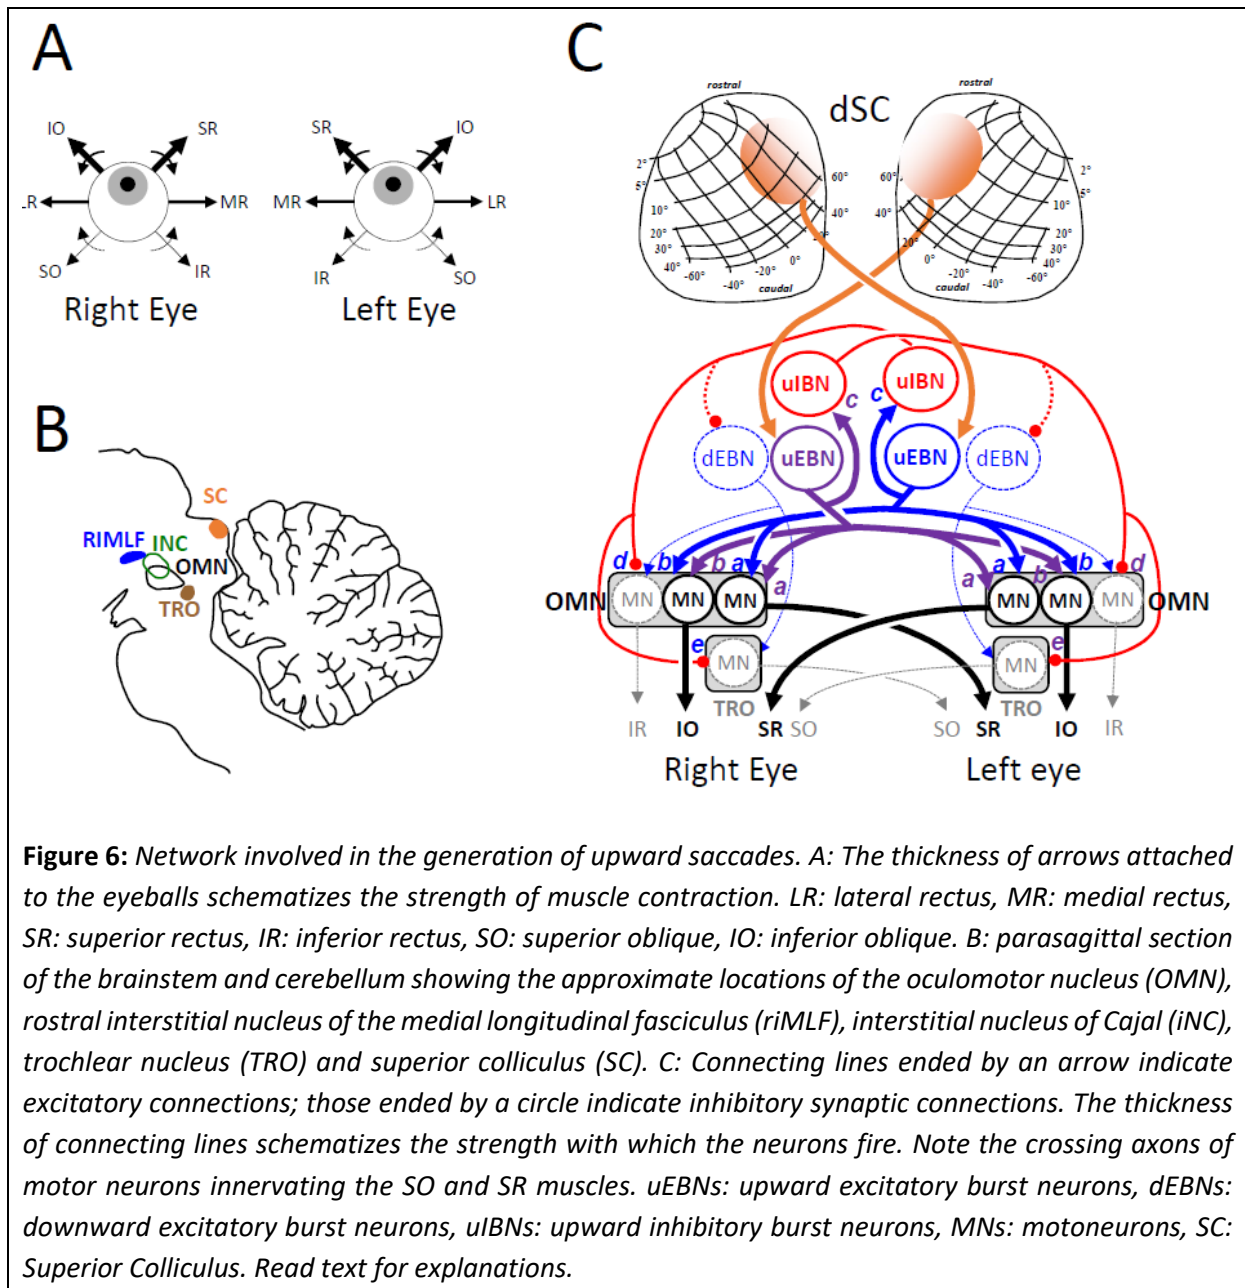 A
IO
SR
SR
IO
LR
MR
MR
LR
SO
IR
IR
SO
Right Eye
Left Eye
B
SC
RIMLF
INC
OMN
TRO
C
rostral
rostral
dSC
2°
5°
10°
20°
30°
40°
-60°
-40°
-20°
0°
20°
40°
60°
caudal
60°
40°
20°
0°
-20°
-40°
-60°
40°
30°
20°
10°
5°
2°
caudal
uIBN
uIBN
c
c
dEBN
uEBN
uEBN
dEBN
d
b
b
a
a
a
a
b
b
d
OMN
MN
MN
MN
MN
MN
MN
OMN
e
MN
MN
e
TRO
TRO
IR
IO
SR
SO
SO
SR
IO
IR
Right Eye
Left eye
Figure 6: Network involved in the generation of upward saccades. A: The thickness of arrows attached
to the eyeballs schematizes the strength of muscle contraction. LR: lateral rectus, MR: medial rectus,
SR: superior rectus, IR: inferior rectus, SO: superior oblique, IO: inferior oblique. B: parasagittal section
of the brainstem and cerebellum showing the approximate locations of the oculomotor nucleus (OMN),
rostral interstitial nucleus of the medial longitudinal fasciculus (riMLF), interstitial nucleus of Cajal (iNC),
trochlear nucleus (TRO) and superior colliculus (SC). C: Connecting lines ended by an arrow indicate
excitatory connections; those ended by a circle indicate inhibitory synaptic connections. The thickness
of connecting lines schematizes the strength with which the neurons fire. Note the crossing axons of
motor neurons innervating the SO and SR muscles. uEBNs: upward excitatory burst neurons, dEBNs:
downward excitatory burst neurons, uIBNs: upward inhibitory burst neurons, MNs: motoneurons, SC:
Superior Colliculus. Read text for explanations.